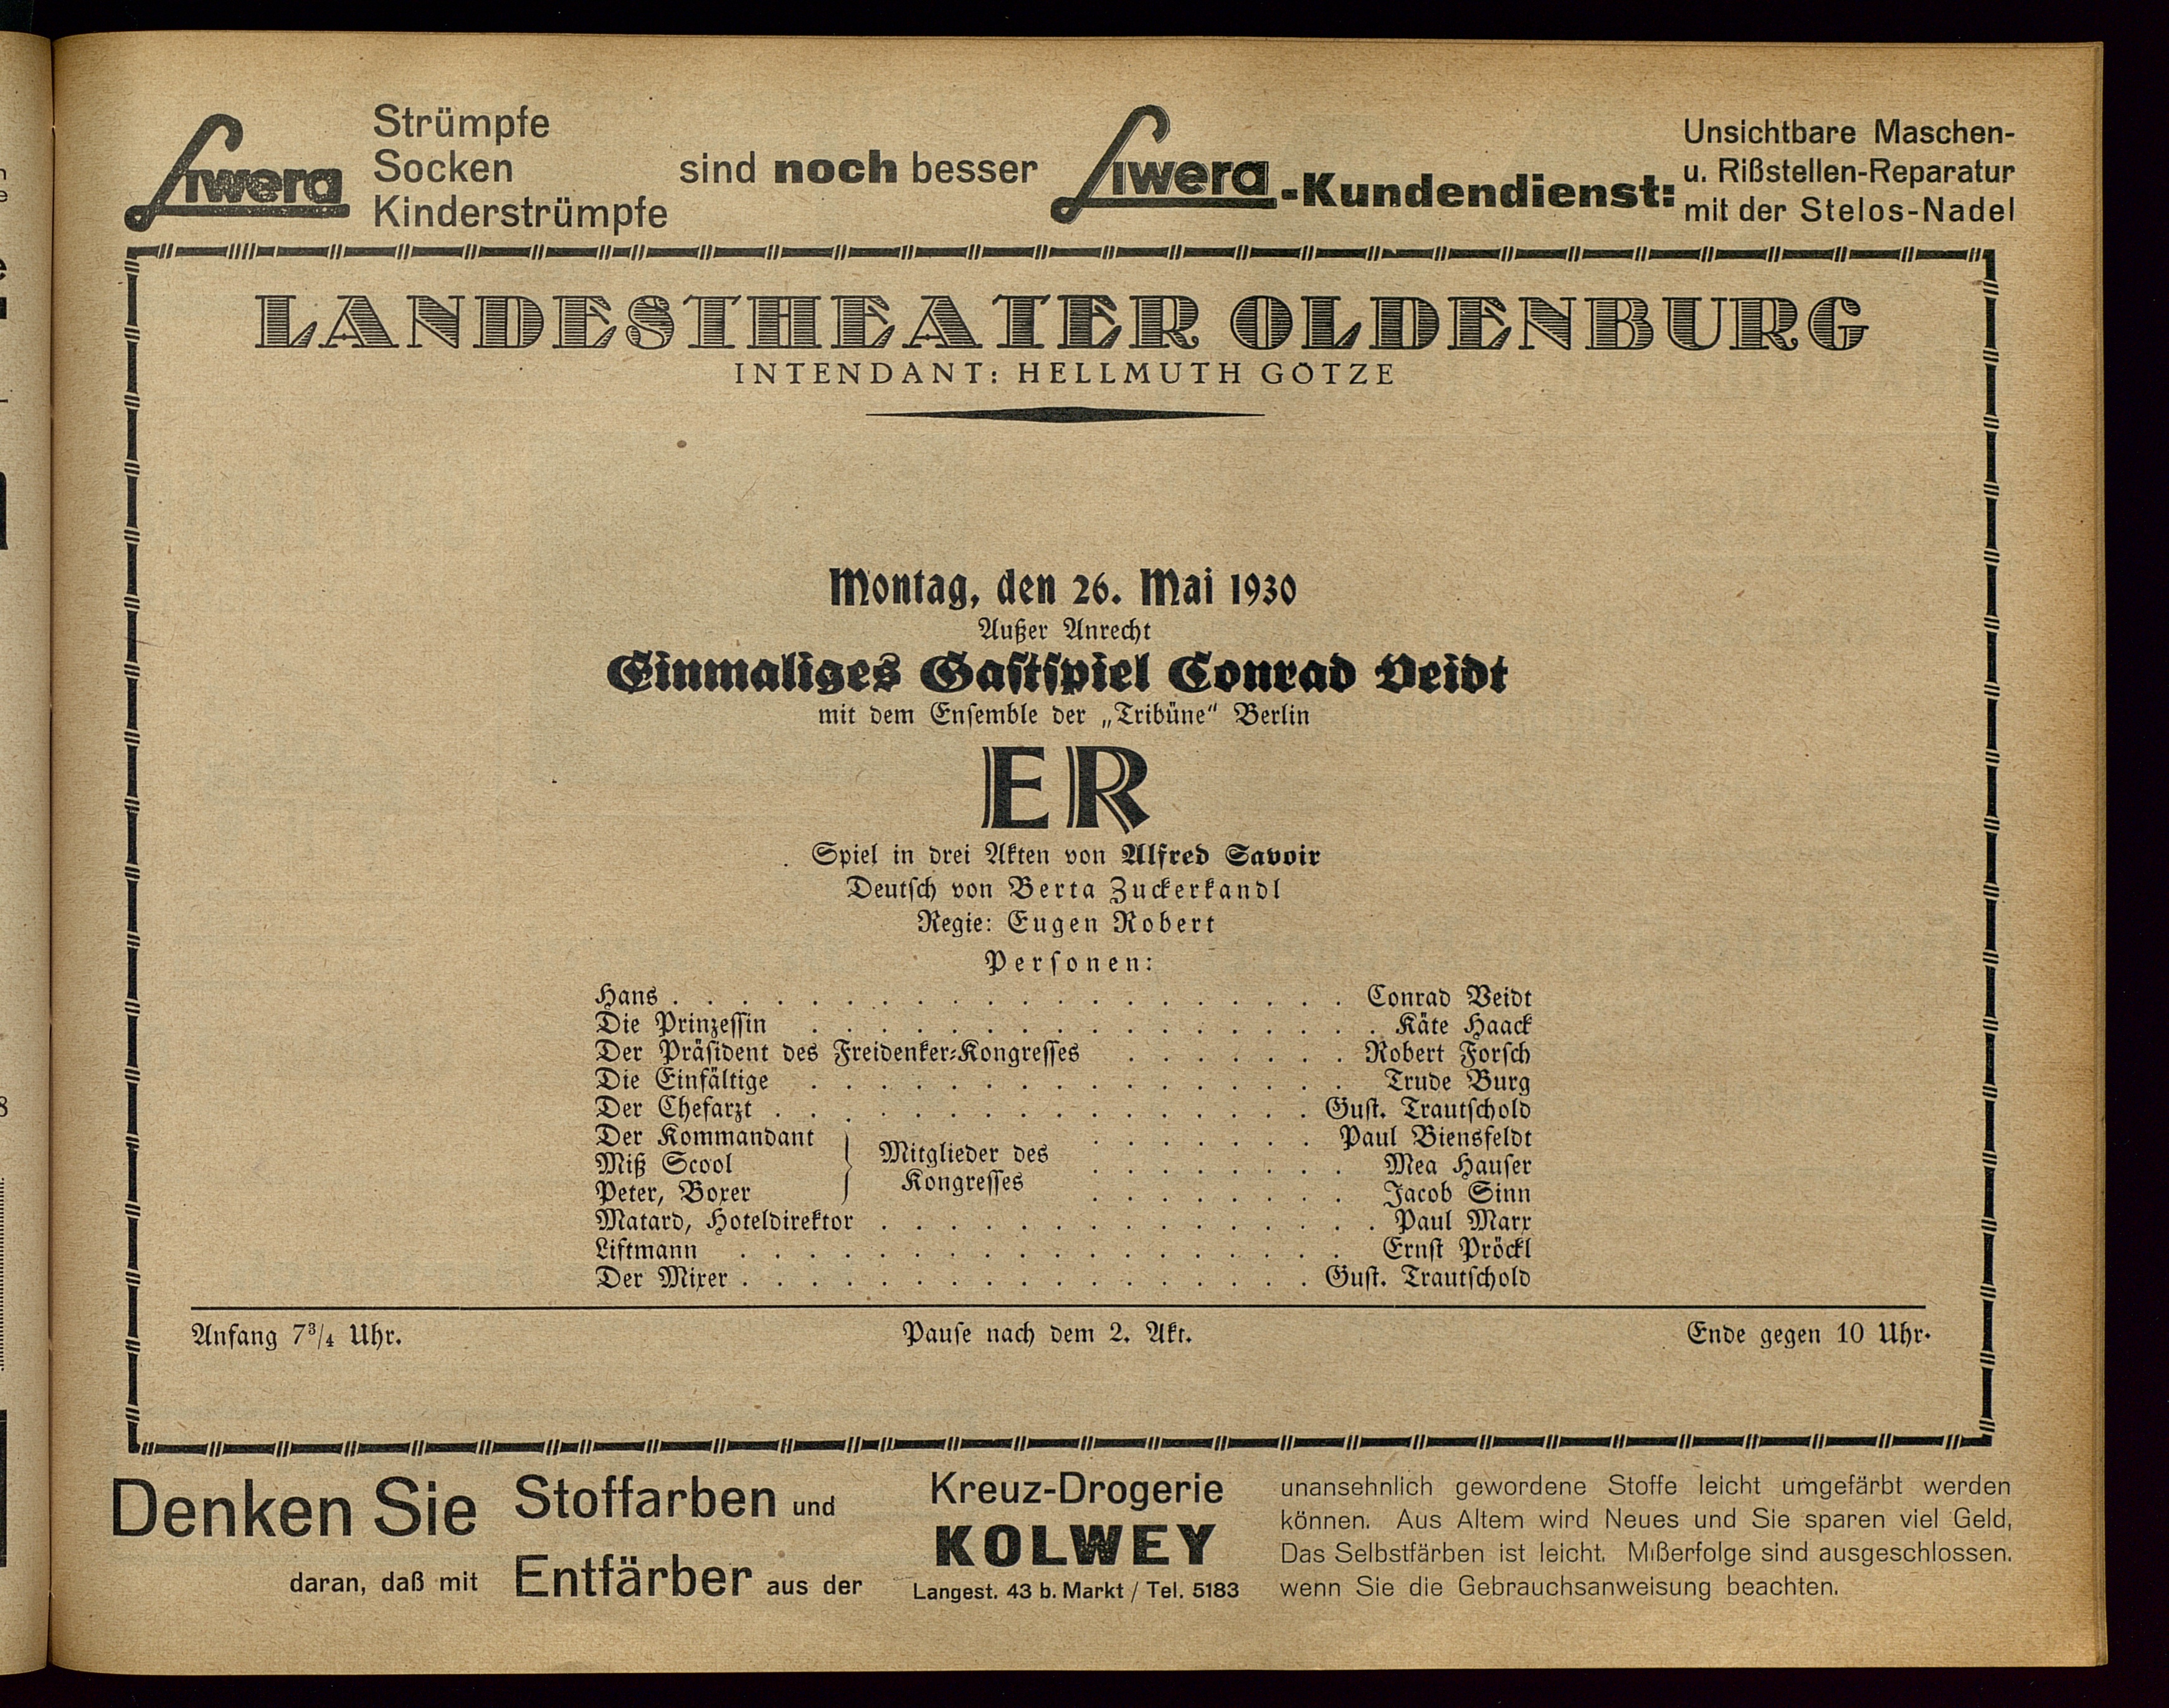 Siwera
Strümpfe
Socken
Kinderstrümpfe
sind noch besser
Siwera-Kundendienst:
Unsichtbare Maschen-
u. Rißstellen-Reparatur
mit der Stelos-Nadel
LANDESTHEATER OLDENBURG
INTENDANT: HELLMUTH GÖTZE
Montag, den 26. Mai 1930
Außer Anrecht
Einmaliges Gastspiel Conrad Veidt
mit dem Ensemble der „Tribüne" Berlin
ER
Spiel in drei Akten von Alfred Savoir
Deutsch von Berta Zuckerkandl
Regie: Eugen Robert
Personen:
Hans . . . . . . . . . . . . . . . . . . . . Conrad Veidt
Die Prinzessin . . . . . . . . . . . . . . . . . Käte Haack
Der Präsident des Freidenker-Kongresses . . . . . . . Robert Forsch
Die Einfältige . . . . . . . . . . . . . . . . Trude Burg
Der Chefarzt . . . . . . . . . . . . . . . . Gust. Trautschold
Der Kommandant . . . . . . . Paul Biensfeldt
Miß Scool . . . . . . . . Mea Hauser
Peter, Boxer . . . . . . . . Jacob Sinn
Mitglieder des
Kongresses
Matard, Hoteldirektor . . . . . . . . . . . . . . . Paul Marx
Liftmann . . . . . . . . . . . . . . . . . . Ernst Pröckl
Der Mixer . . . . . . . . . . . . . . . . . Gust. Trautschold
Anfang 7¾ Uhr.
Pause nach dem 2. Akt.
Ende gegen 10 Uhr.
Denken Sie
daran, daß mit
Stoffarben und
Entfärber aus der
Kreuz-Drogerie
KOLWEY
Langest. 43 b. Markt / Tel. 5183
unansehnlich gewordene Stoffe leicht umgefärbt werden
können. Aus Altem wird Neues und Sie sparen viel Geld,
Das Selbstfärben ist leicht. Mißerfolge sind ausgeschlossen.
wenn Sie die Gebrauchsanweisung beachten.